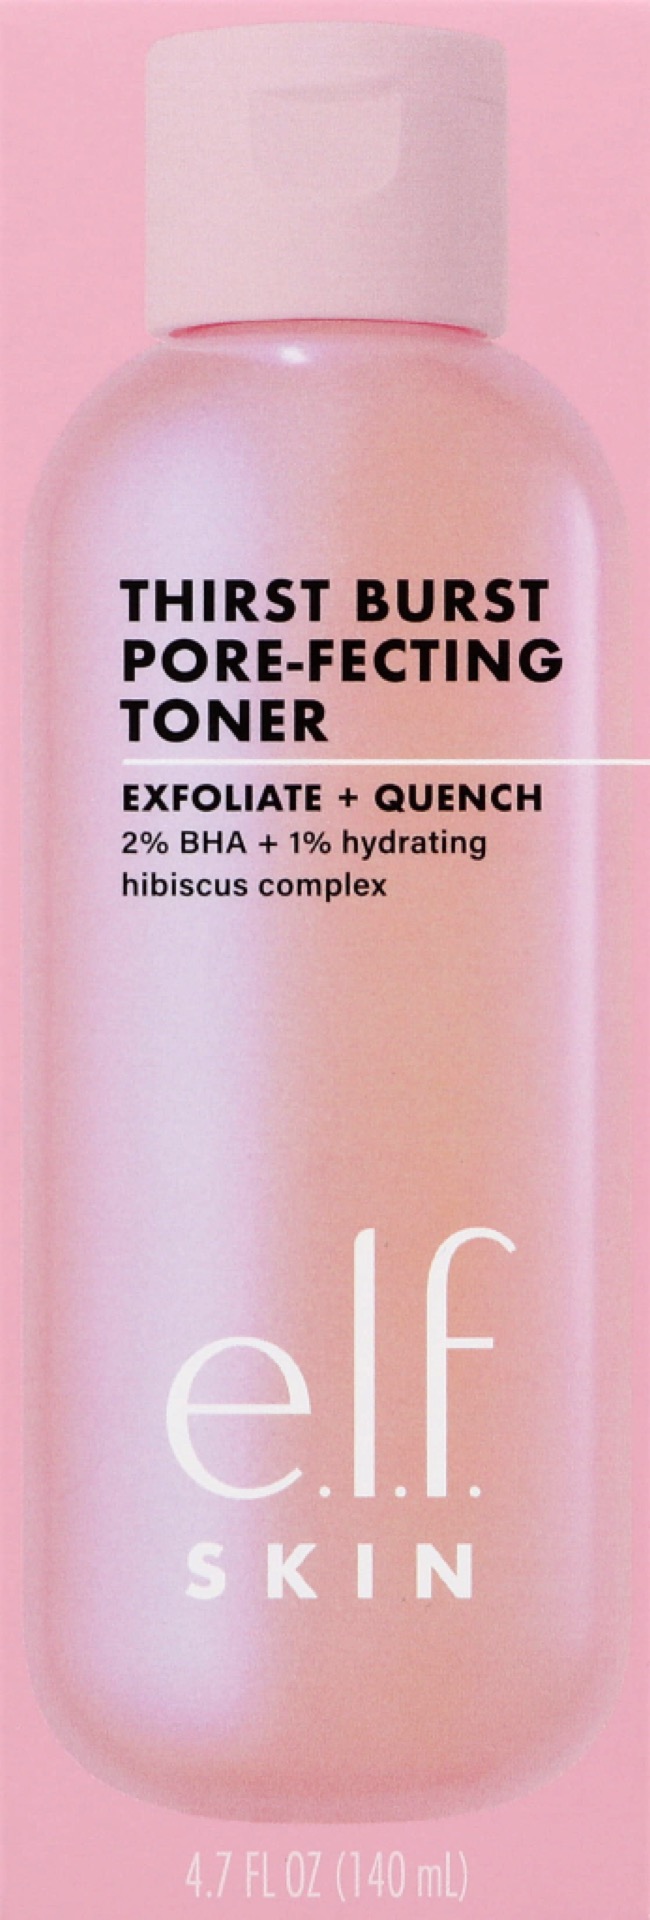 THIRST BURST
PORE-FECTING
TONER
EXFOLIATE + QUENCH
2% BHA + 1% hydrating
hibiscus complex
e.l.f.
SKIN
4.7 FL OZ (140 mL)